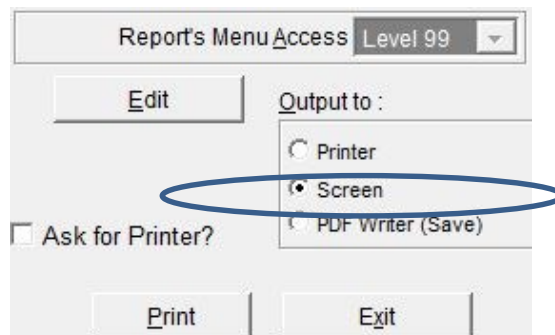 Report's Menu Access Level 99
Edit
Output to :
Printer
Screen
PDF Writer (Save)
Ask for Printer?
Print Exit